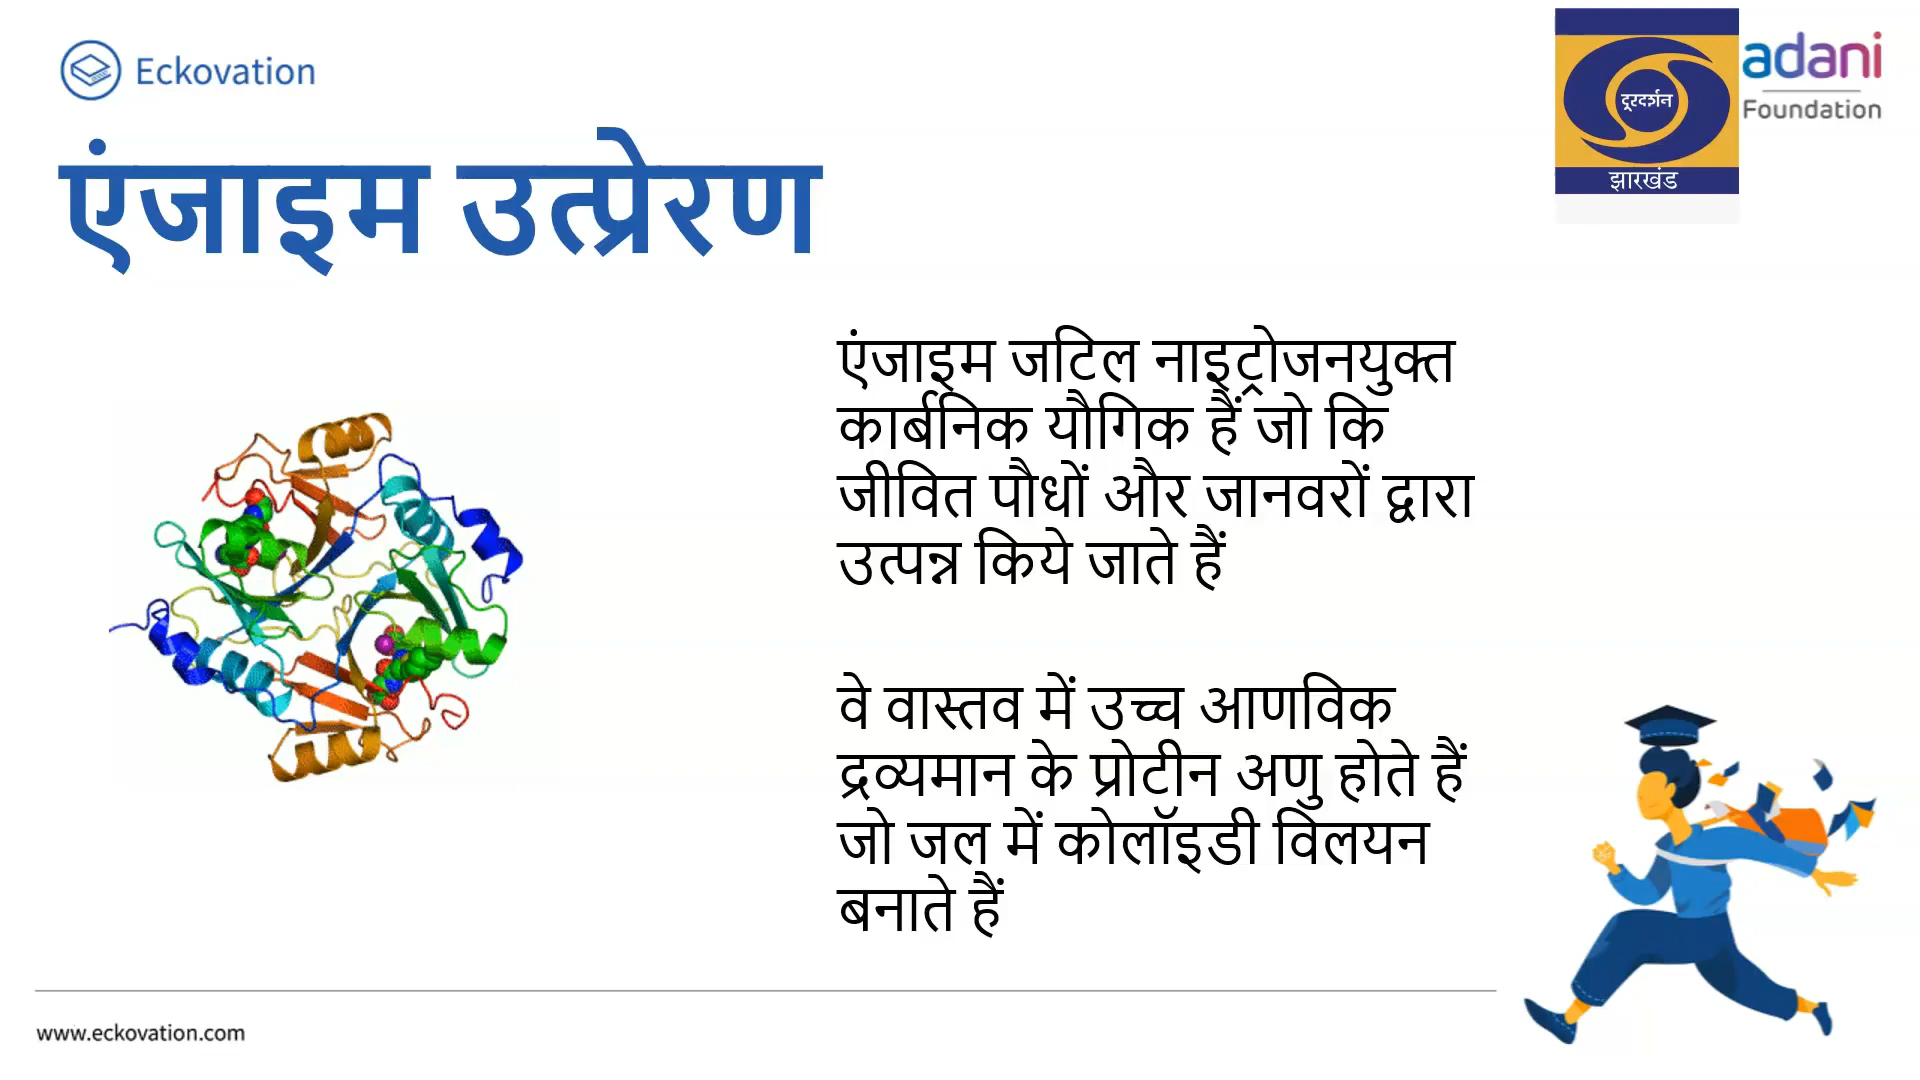 Eckovation
दूरदर्शन
झारखंड
adani
Foundation
एंजाइम उत्प्रेरण
एंजाइम जटिल नाइट्रोजनयुक्त
कार्बनिक यौगिक हैं जो कि
जीवित पौधों और जानवरों द्वारा
उत्पन्न किये जाते हैं
वे वास्तव में उच्च आणविक
द्रव्यमान के प्रोटीन अणु होते हैं
जो जल में कोलॉइडी विलयन
बनाते हैं
www.eckovation.com